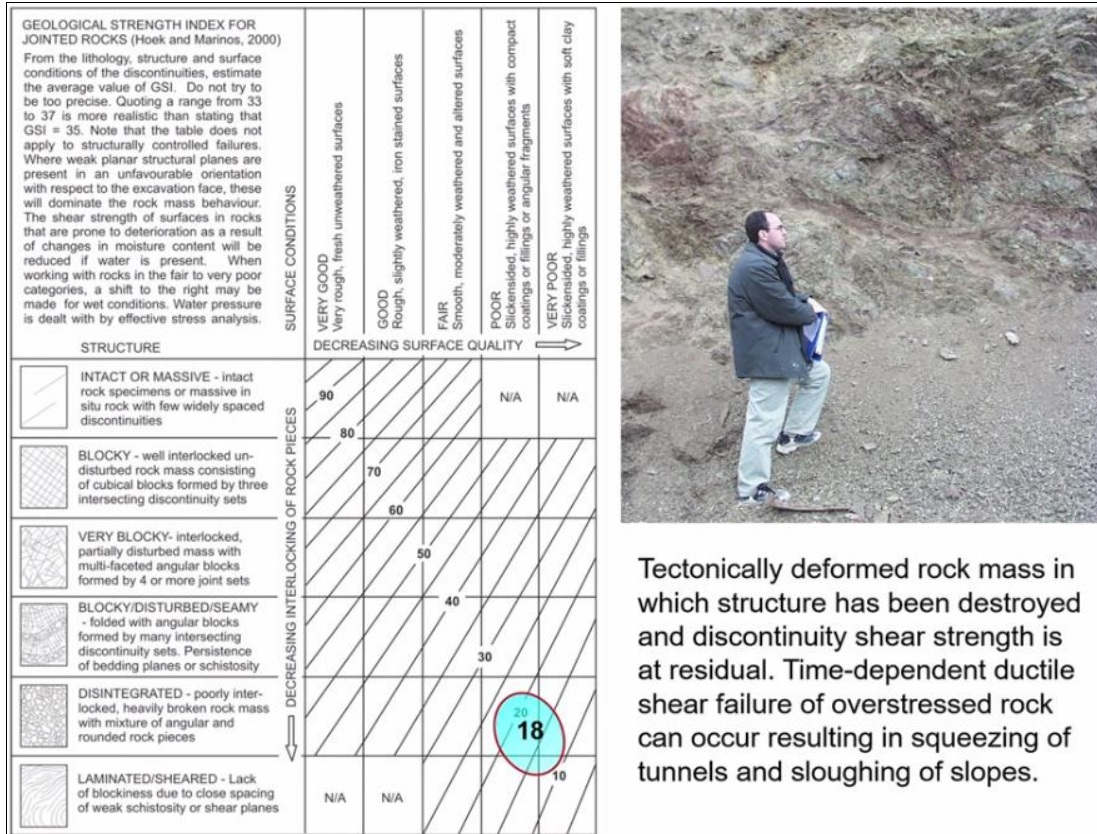 GEOLOGICAL STRENGTH INDEX FOR
JOINTED ROCKS (Hoek and Marinos, 2000)
From the lithology, structure and surface
conditions of the discontinuities, estimate
the average value of GSI. Do not try to
be too precise. Quoting a range from 33
to 37 is more realistic than stating that
GSI = 35. Note that the table does not
apply to structurally controlled failures.
Where weak planar structural planes are
present in an unfavourable orientation
with respect to the excavation face, these
will dominate the rock mass behaviour.
The shear strength of surfaces in rocks
that are prone to deterioration as a result
of changes in moisture content will be
reduced if water is present. When
working with rocks in the fair to very poor
categories, a shift to the right may be
made for wet conditions. Water pressure
is dealt with by effective stress analysis.
STRUCTURE
SURFACE CONDITIONS
VERY GOOD
Very rough, fresh unweathered surfaces
GOOD
Rough, slightly weathered, iron stained surfaces
FAIR
Smooth, moderately weathered and altered surfaces
POOR
Slickensided, highly weathered surfaces with compact
coatings or fillings or angular fragments
VERY POOR
Slickensided, highly weathered surfaces with soft clay
coatings or fillings
DECREASING SURFACE QUALITY
DECREASING INTERLOCKING OF ROCK PIECES
INTACT OR MASSIVE - intact
rock specimens or massive in
situ rock with few widely spaced
discontinuities
BLOCKY - well interlocked un-
disturbed rock mass consisting
of cubical blocks formed by three
intersecting discontinuity sets
VERY BLOCKY- interlocked,
partially disturbed mass with
multi-faceted angular blocks
formed by 4 or more joint sets
BLOCKY/DISTURBED/SEAMY
- folded with angular blocks
formed by many intersecting
discontinuity sets. Persistence
of bedding planes or schistosity
DISINTEGRATED - poorly inter-
locked, heavily broken rock mass
with mixture of angular and
rounded rock pieces
LAMINATED/SHEARED - Lack
of blockiness due to close spacing
of weak schistosity or shear planes
90
N/A N/A
80
70
60
50
40
30
20
18
10
N/A N/A
Tectonically deformed rock mass in
which structure has been destroyed
and discontinuity shear strength is
at residual. Time-dependent ductile
shear failure of overstressed rock
can occur resulting in squeezing of
tunnels and sloughing of slopes.